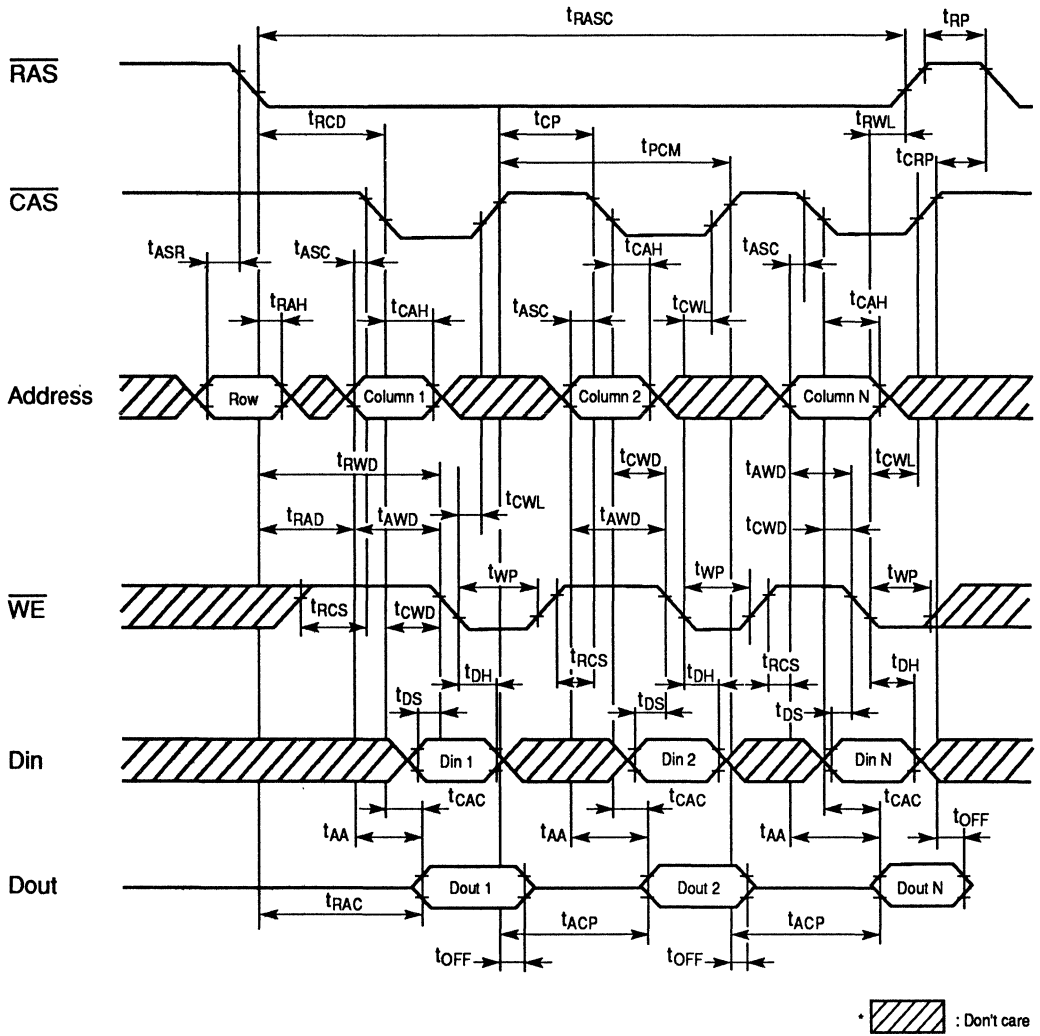 tRASC tRP
RAS
tRCD tCP tRWL
tPCM tCRP
CAS
tASR tASC tCAH tASC
tRAH tCAH tASC tCWL tCAH
Address Row Column 1 Column 2 Column N
tRWD tCWD tAWD tCWL
tCWL
tRAD tAWD tAWD tCWD
tWP tWP tWP
WE
tRCS tCWD
tRCS tRCS
tDH tDH tDH
tDS tDS tDS
Din Din 1 Din 2 Din N
tCAC tCAC tCAC
tAA tAA tAA tOFF
Dout Dout 1 Dout 2 Dout N
tRAC tACP tACP
tOFF tOFF
* : Don't care